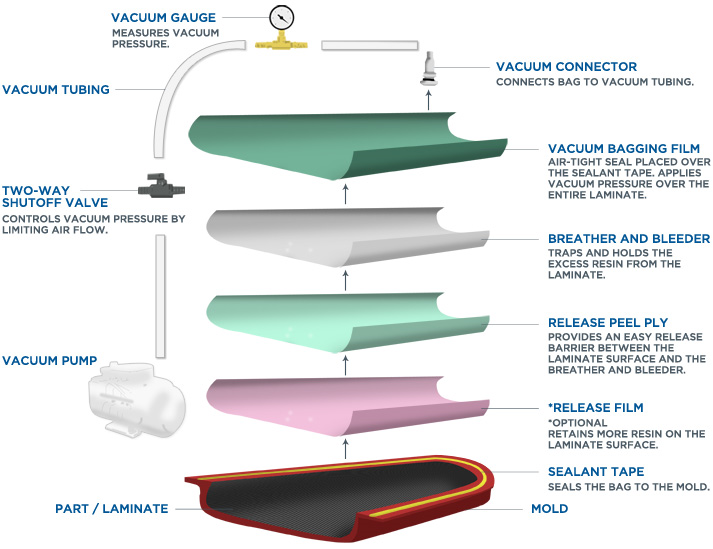 VACUUM GAUGE
MEASURES VACUUM
PRESSURE.
VACUUM CONNECTOR
CONNECTS BAG TO VACUUM TUBING.
VACUUM TUBING
VACUUM BAGGING FILM
AIR-TIGHT SEAL PLACED OVER
THE SEALANT TAPE. APPLIES
VACUUM PRESSURE OVER THE
ENTIRE LAMINATE.
TWO-WAY
SHUTOFF VALVE
CONTROLS VACUUM PRESSURE BY
LIMITING AIR FLOW.
BREATHER AND BLEEDER
TRAPS AND HOLDS THE
EXCESS RESIN FROM THE
LAMINATE.
RELEASE PEEL PLY
PROVIDES AN EASY RELEASE
BARRIER BETWEEN THE
LAMINATE SURFACE AND THE
BREATHER AND BLEEDER.
VACUUM PUMP
*RELEASE FILM
*OPTIONAL
RETAINS MORE RESIN ON THE
LAMINATE SURFACE.
SEALANT TAPE
SEALS THE BAG TO THE MOLD.
PART / LAMINATE
MOLD